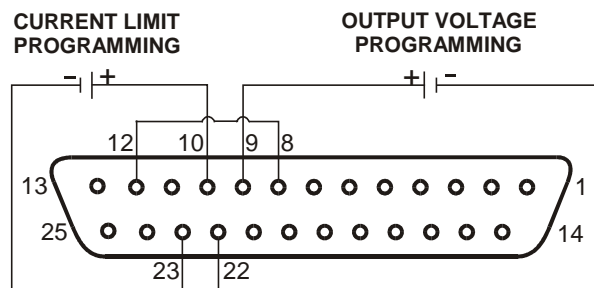 CURRENT LIMIT
PROGRAMMING
OUTPUT VOLTAGE
PROGRAMMING
- +
+ -
12 10 9 8
13 1
25 14
23 22